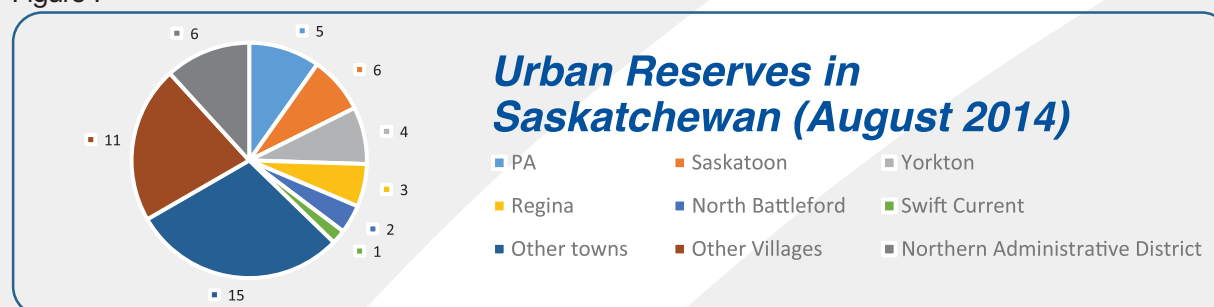 Figure 1
6
5
6
4
3
2
1
15
11
Urban Reserves in
Saskatchewan (August 2014)
PA
Saskatoon
Yorkton
Regina
North Battleford
Swift Current
Other towns
Other Villages
Northern Administrative District